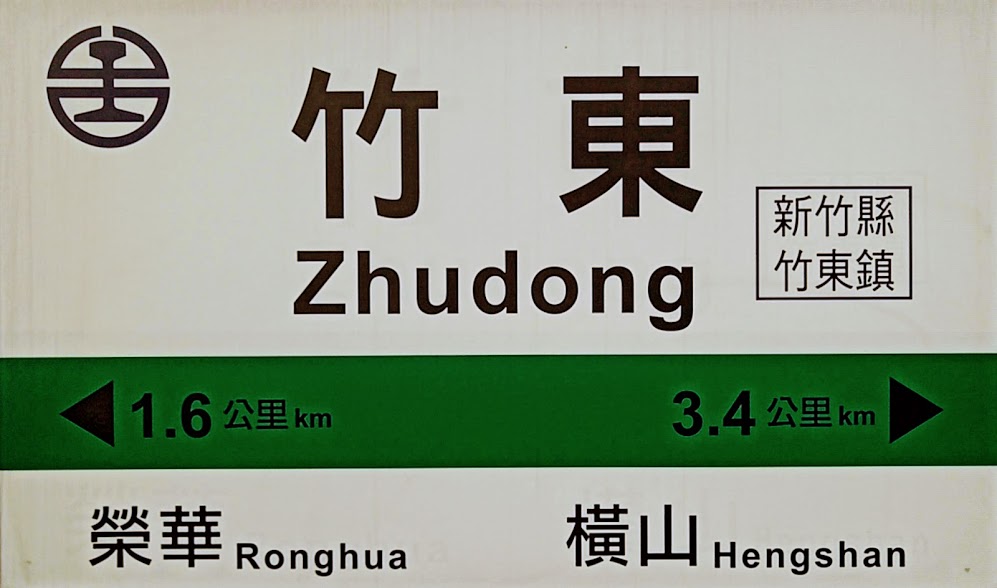 竹東
Zhudong
新竹縣
竹東鎮
1.6 公里 km
3.4 公里 km
榮華 Ronghua
橫山 Hengshan